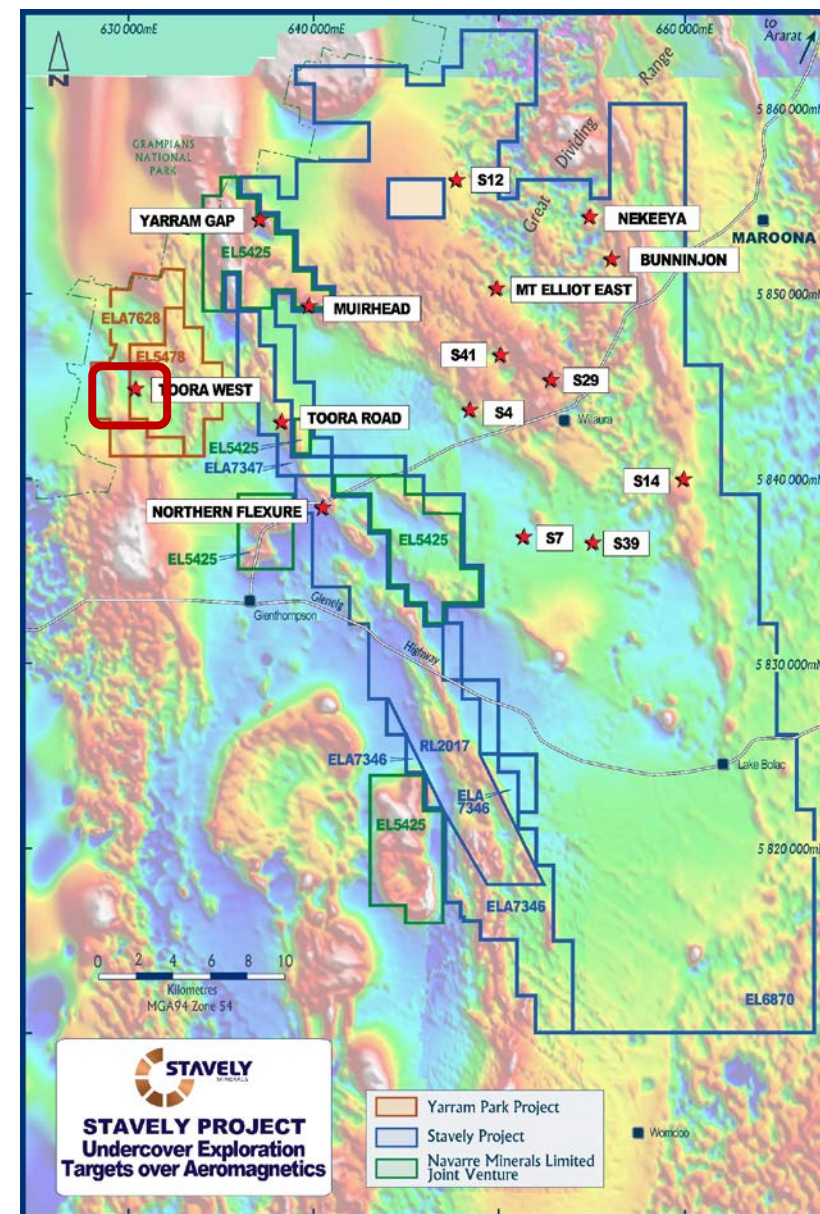 630 000mE
640 000mE
660 000mE
to
Ararat
N
Range
Dividing
Great
5 860 000mN
GRAMPIANS
NATIONAL
PARK
S12
YARRAM GAP
NEKEEYA
MAROONA
EL5425
BUNNINJON
MT ELLIOT EAST
5 850 000mN
MUIRHEAD
ELA7628
EL5478
S41
S29
TOORA WEST
S4
Willaura
TOORA ROAD
EL5425
ELA7347
5 840 000mN
S14
NORTHERN FLEXURE
EL5425
S7
S39
EL5425
Glenthompson
Glenelg
Highway
5 830 000mN
RL2017
ELA7346
Lake Bolac
ELA
7346
EL5425
5 820 000mN
ELA7346
0 2 4 6 8 10
Kilometres
MGA94 Zone 54
EL6870
STAVELY
MINERALS
STAVELY PROJECT
Undercover Exploration
Targets over Aeromagnetics
Yarram Park Project
Stavely Project
Navarre Minerals Limited
Joint Venture